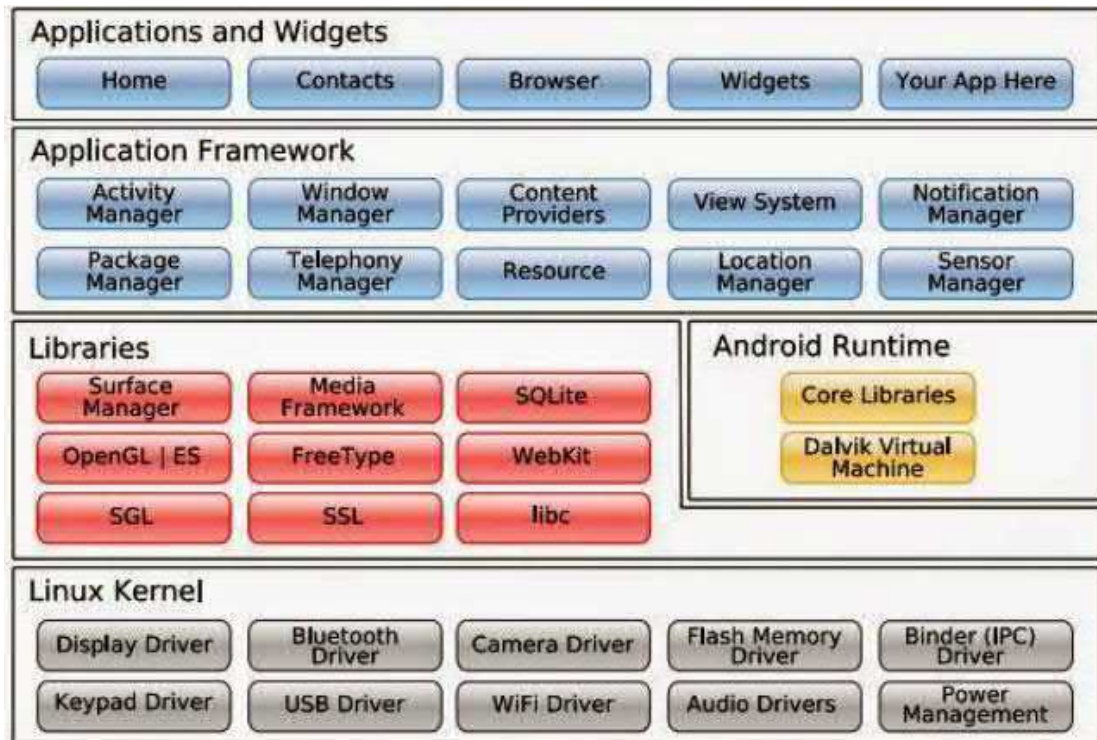 Applications and Widgets
Home
Contacts
Browser
Widgets
Your App Here
Application Framework
Activity
Manager
Window
Manager
Content
Providers
View System
Notification
Manager
Package
Manager
Telephony
Manager
Resource
Location
Manager
Sensor
Manager
Libraries
Surface
Manager
Media
Framework
SQLite
OpenGL | ES
FreeType
WebKit
SGL
SSL
libc
Android Runtime
Core Libraries
Dalvik Virtual
Machine
Linux Kernel
Display Driver
Bluetooth
Driver
Camera Driver
Flash Memory
Driver
Binder (IPC)
Driver
Keypad Driver
USB Driver
WiFi Driver
Audio Drivers
Power
Management